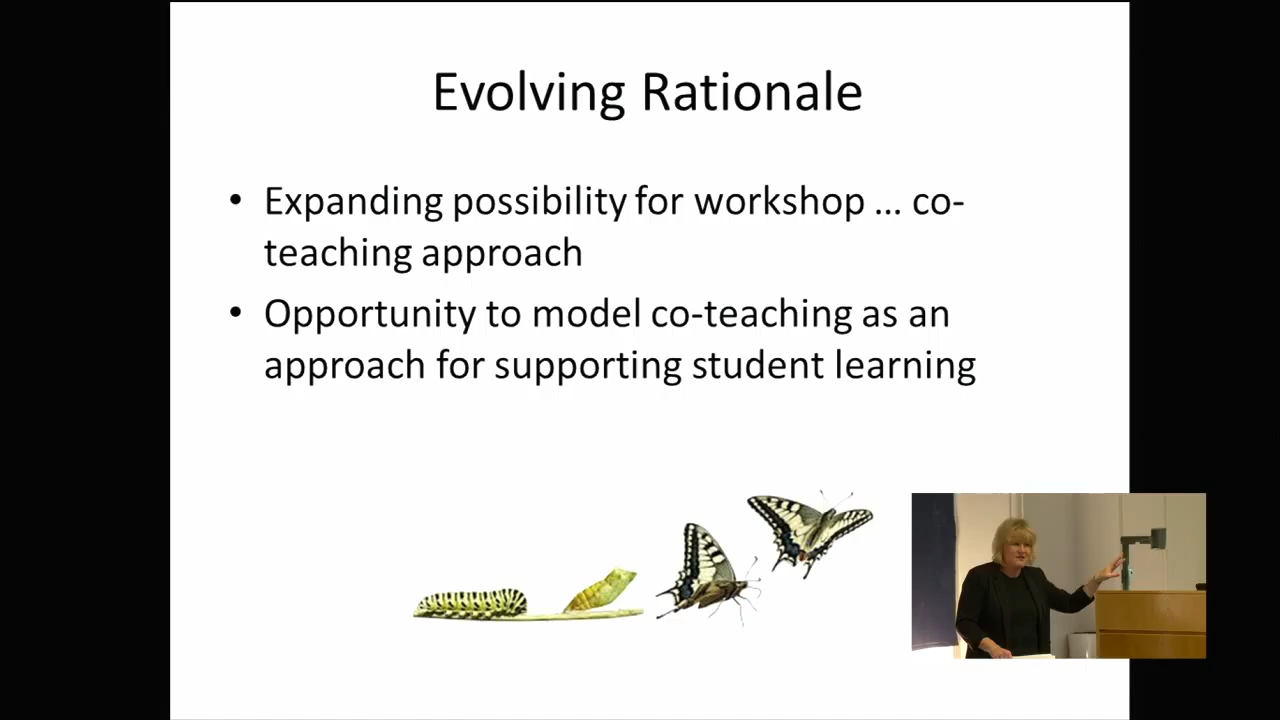 Evolving Rationale
• Expanding possibility for workshop ... co-
teaching approach
• Opportunity to model co-teaching as an
approach for supporting student learning